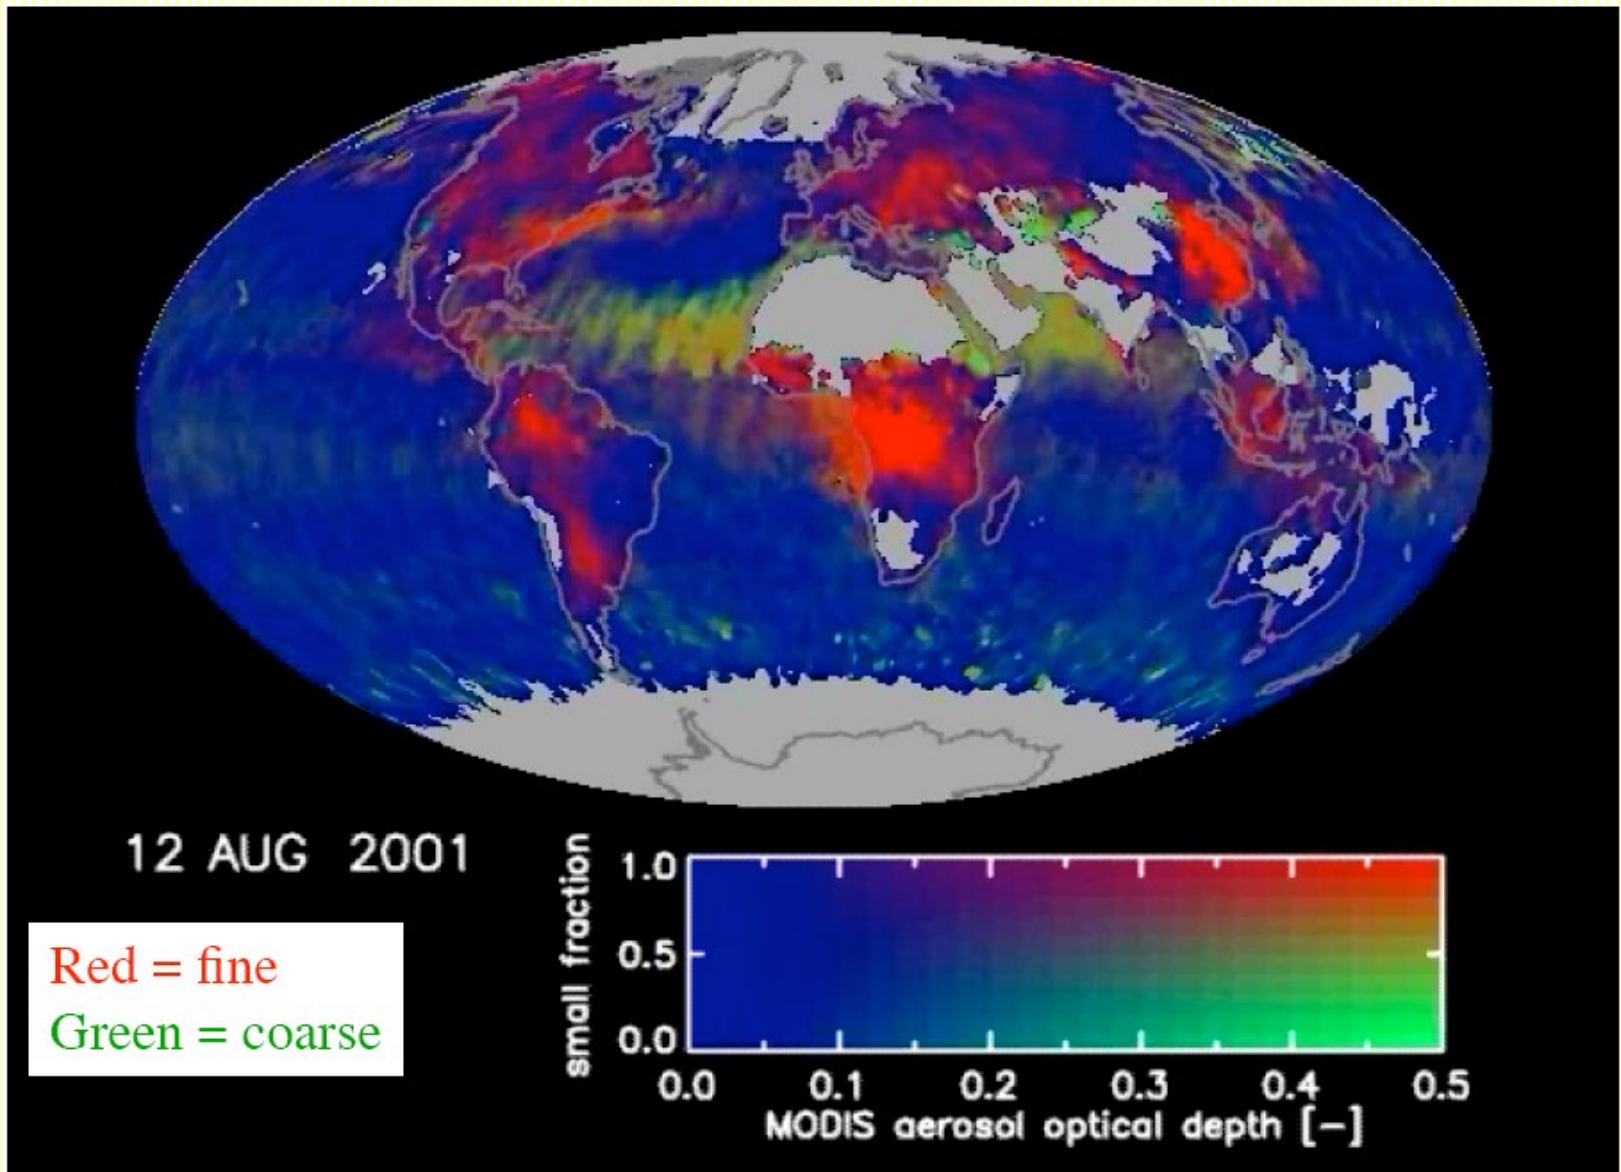 12 AUG 2001
Red = fine
Green = coarse
small fraction
1.0
0.5
0.0
0.0 0.1 0.2 0.3 0.4 0.5
MODIS aerosol optical depth [-]